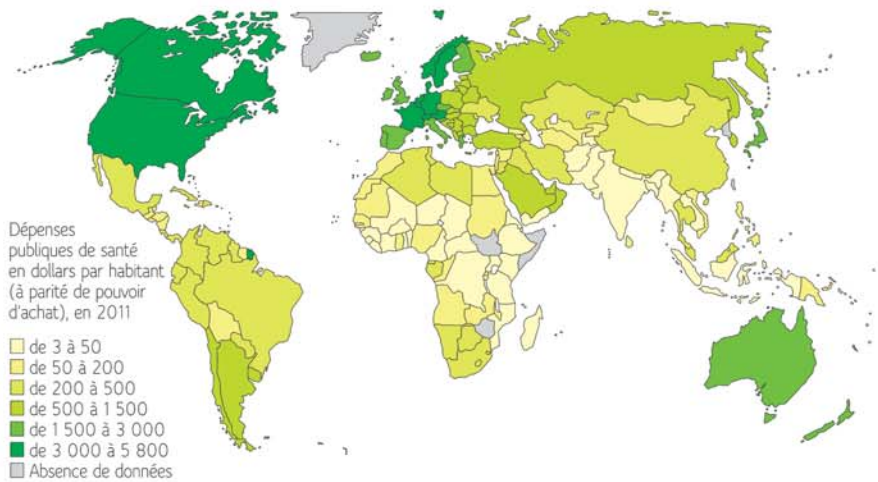 Dépenses
publiques de santé
en dollars par habitant
(à parité de pouvoir
d'achat), en 2011
de 3 à 50
de 50 à 200
de 200 à 500
de 500 à 1 500
de 1 500 à 3 000
de 3 000 à 5 800
Absence de données